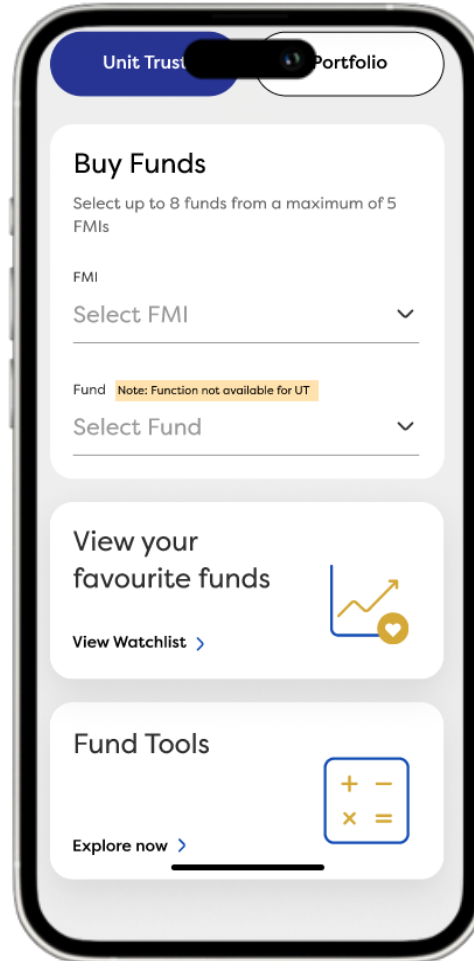 Unit Trust
Portfolio
Buy Funds
Select up to 8 funds from a maximum of 5
FMIs
FMI
Select FMI
Fund Note: Function not available for UT
Select Fund
View your
favourite funds
View Watchlist
Fund Tools
+ −
× =
Explore now